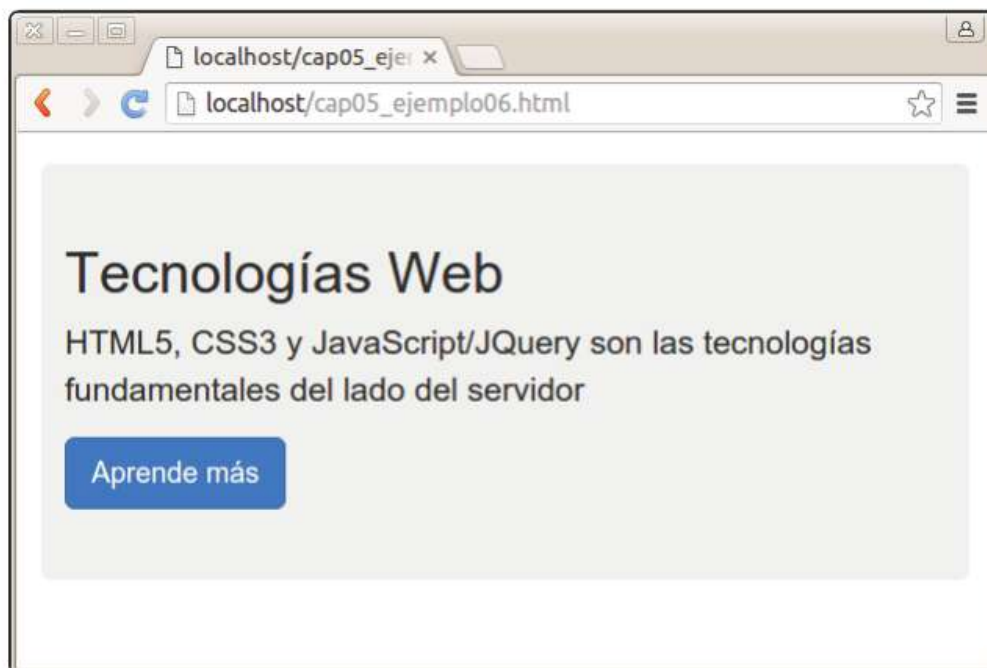 localhost/cap05_eje
localhost/cap05_ejemplo06.html
Tecnologías Web
HTML5, CSS3 y JavaScript/JQuery son las tecnologías
fundamentales del lado del servidor
Aprende más